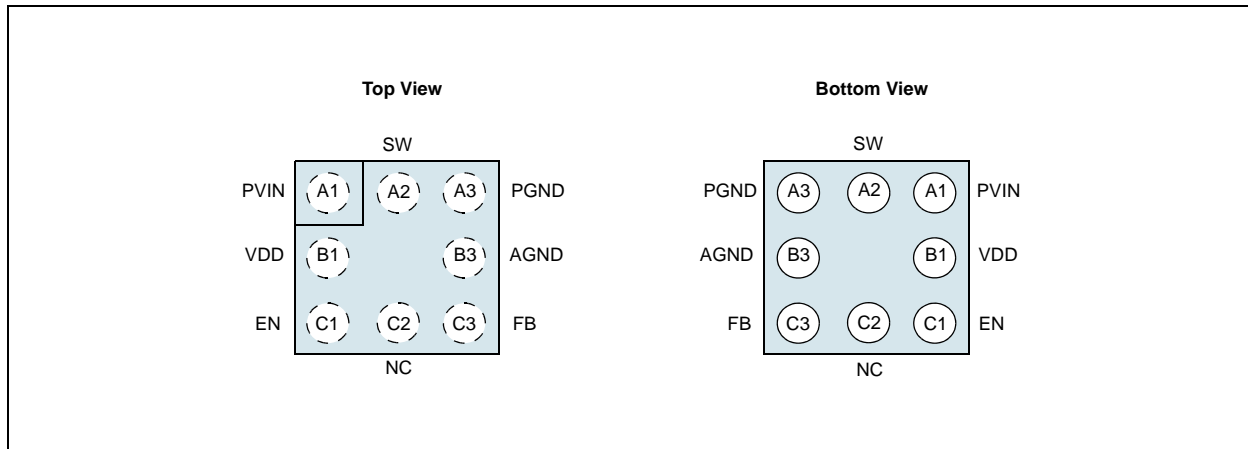 Top View Bottom View
SW SW
PVIN A1 A2 A3 PGND PGND A3 A2 A1 PVIN
VDD B1 B3 AGND AGND B3 B1 VDD
EN C1 C2 C3 FB FB C3 C2 C1 EN
NC NC